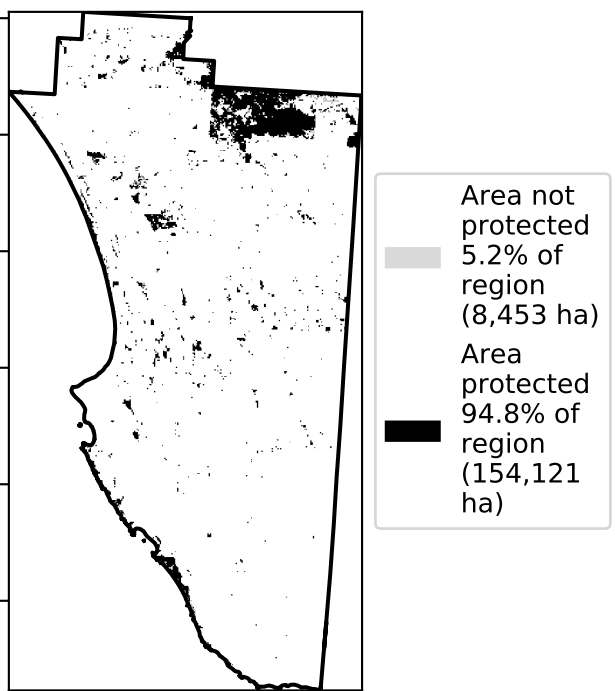 Area not
protected
5.2% of
region
(8,453 ha)
Area
protected
94.8% of
region
(154,121
ha)